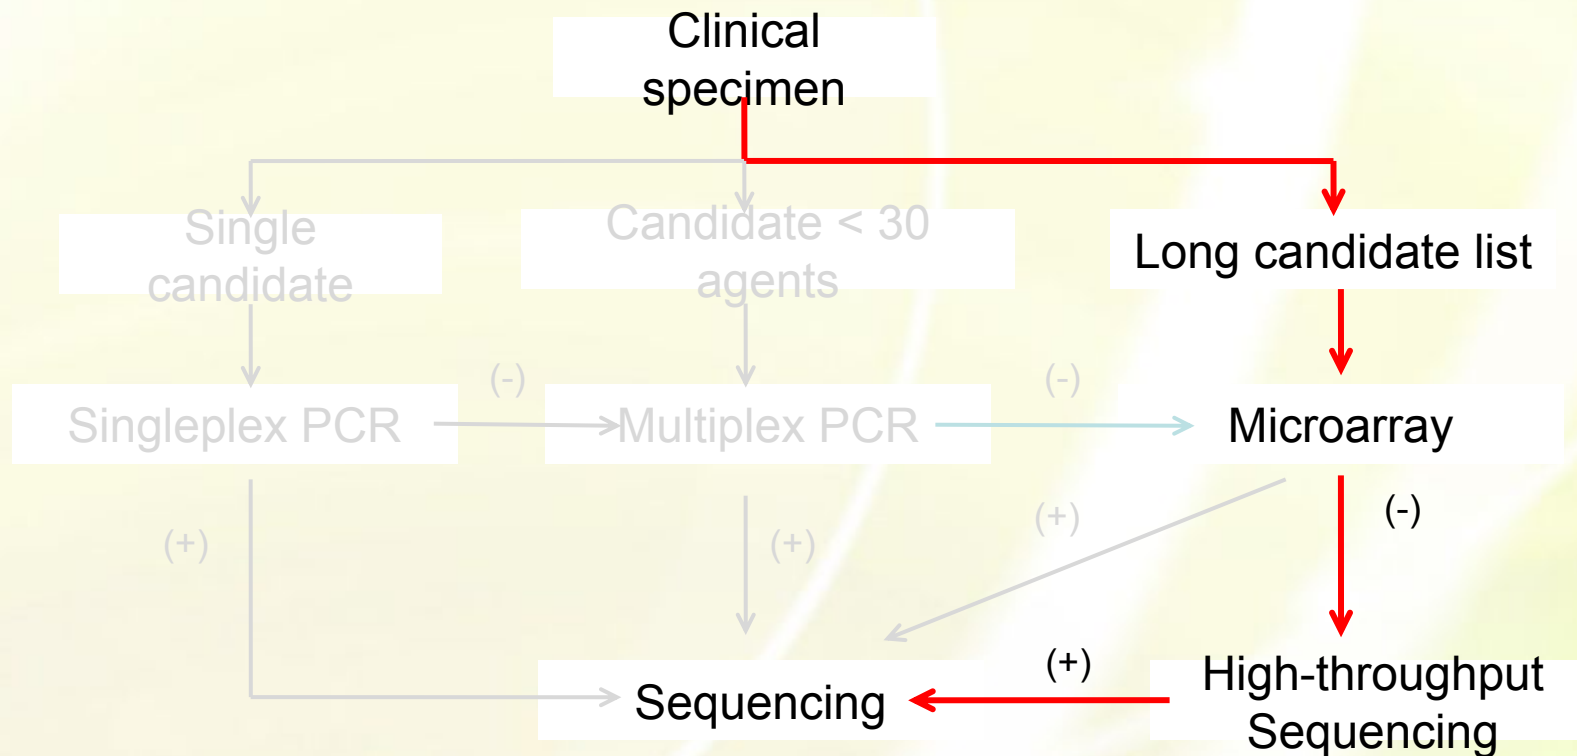 Clinical
specimen
Single
candidate
Candidate < 30
agents
Long candidate list
(-)
(-)
Singleplex PCR
Multiplex PCR
Microarray
(+)
(+)
(+)
(-)
Sequencing
(+)
High-throughput
Sequencing